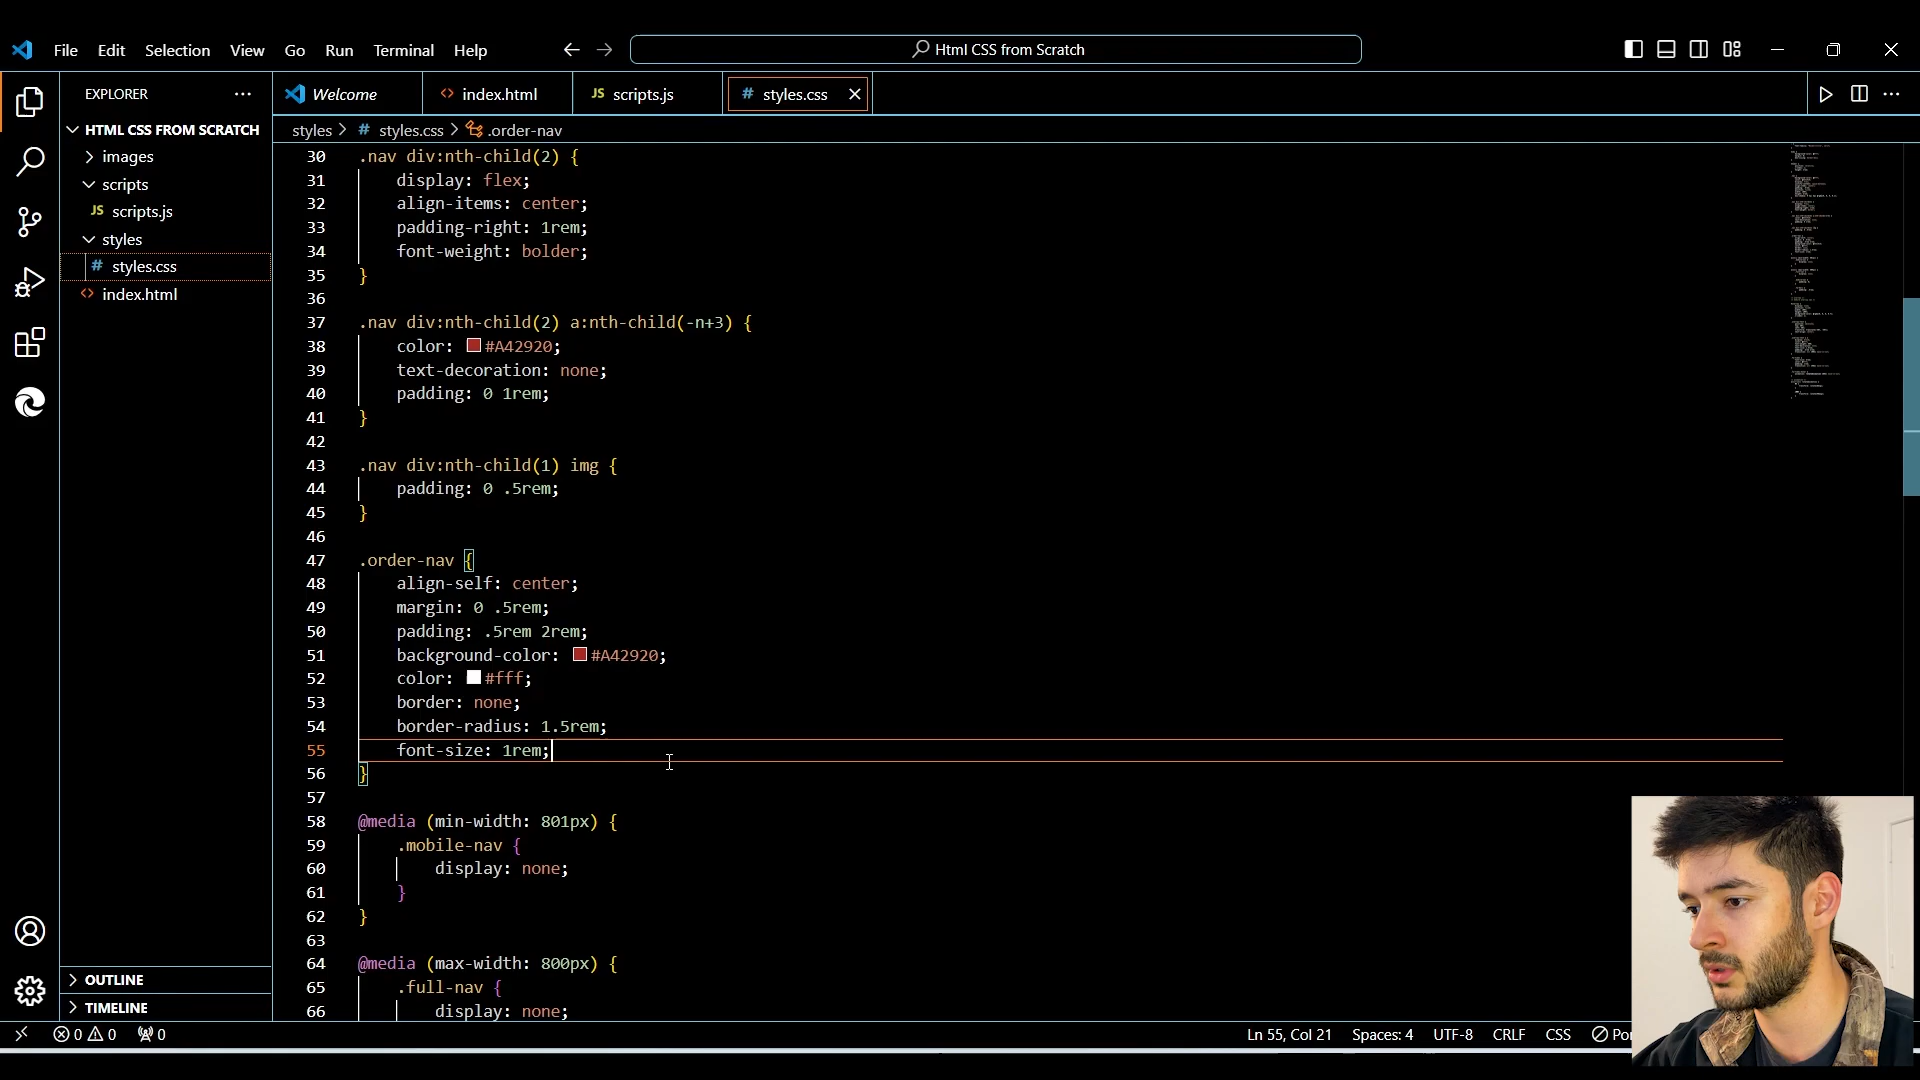 File Edit Selection View Go Run Terminal Help
Html CSS from Scratch
EXPLORER
HTML CSS FROM SCRATCH
images
scripts
JS scripts.js
styles
# styles.css
<> index.html
OUTLINE
TIMELINE
Welcome
<> index.html
JS scripts.js
# styles.css
styles > # styles.css > .order-nav
30 .nav div:nth-child(2) {
31 display: flex;
32 align-items: center;
33 padding-right: 1rem;
34 font-weight: bolder;
35 }
36
37 .nav div:nth-child(2) a:nth-child(-n+3) {
38 color: #A42920;
39 text-decoration: none;
40 padding: 0 1rem;
41 }
42
43 .nav div:nth-child(1) img {
44 padding: 0 .5rem;
45 }
46
47 .order-nav {
48 align-self: center;
49 margin: 0 .5rem;
50 padding: .5rem 2rem;
51 background-color: #A42920;
52 color: #fff;
53 border: none;
54 border-radius: 1.5rem;
55 font-size: 1rem;
56 }
57
58 @media (min-width: 801px) {
59 .mobile-nav {
60 display: none;
61 }
62 }
63
64 @media (max-width: 800px) {
65 .full-nav {
66 display: none;
0 0 0 Ln 55, Col 21 Spaces: 4 UTF-8 CRLF CSS